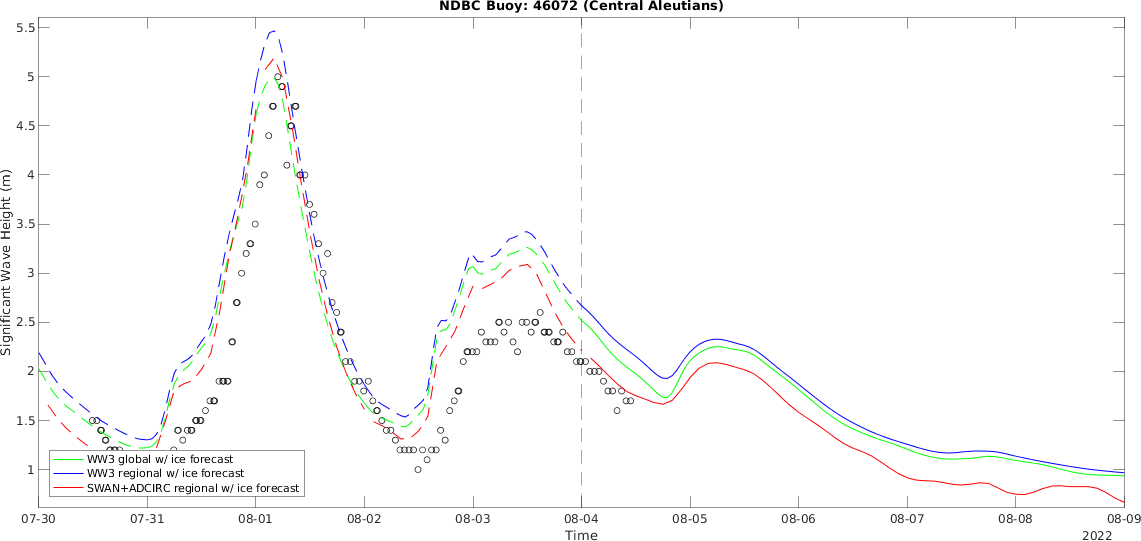 NDBC Buoy: 46072 (Central Aleutians)
5.5
5
4.5
4
3.5
3
2.5
2
1.5
1
Significant Wave Height (m)
WW3 global w/ ice forecast
WW3 regional w/ ice forecast
SWAN+ADCIRC regional w/ ice forecast
07-30 07-31 08-01 08-02 08-03 08-04 08-05 08-06 08-07 08-08 08-09
Time
2022